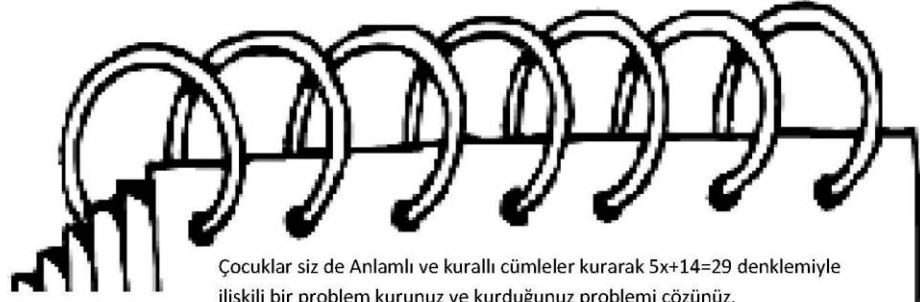 Çocuklar siz de Anlamlı ve kurallı cümleler kurarak 5x+14=29 denklemiyle
ilişkili bir problem kurunuz ve kurduğunuz problemi çözünüz.